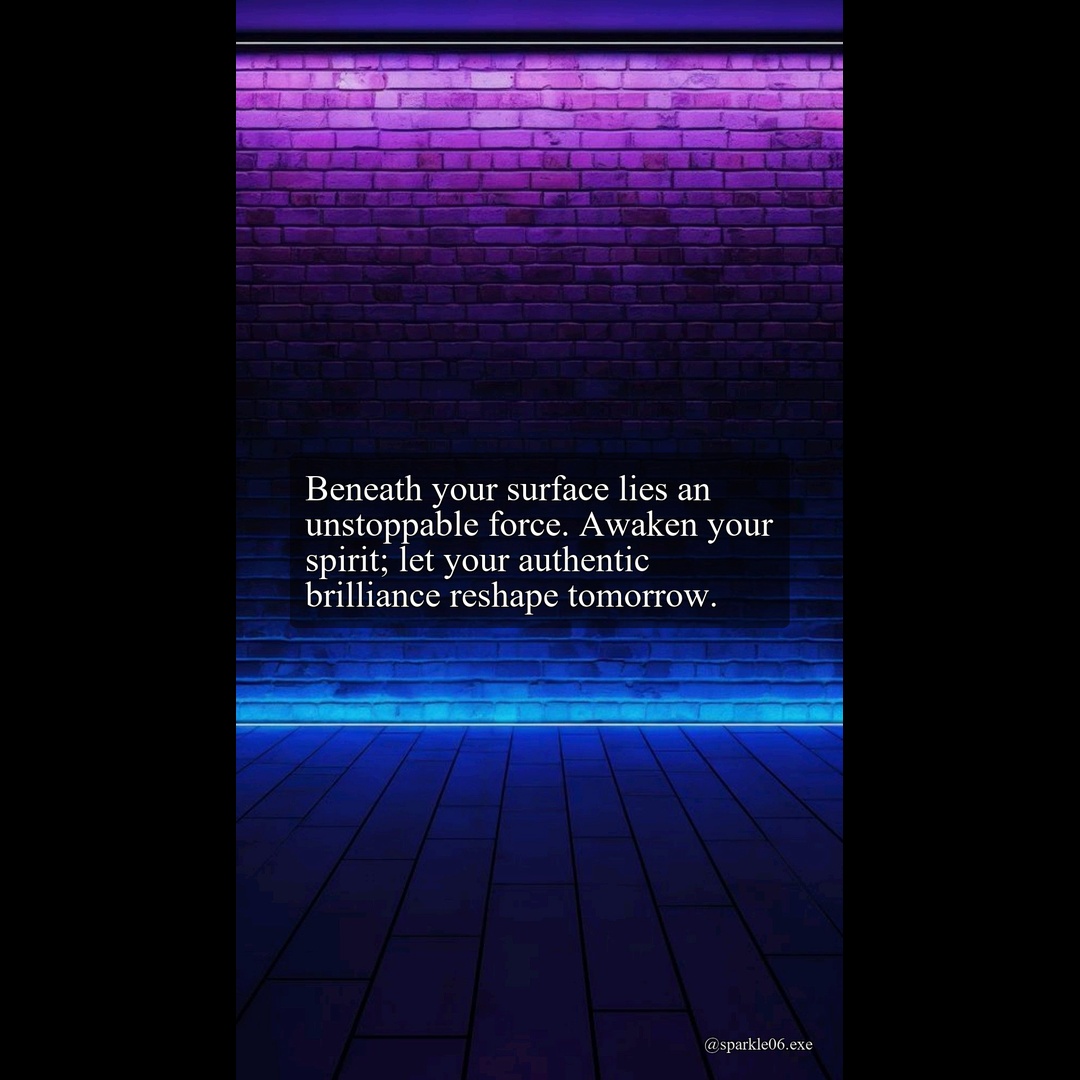 Beneath your surface lies an
unstoppable force. Awaken your
spirit; let your authentic
brilliance reshape tomorrow.
@sparkle06.exe